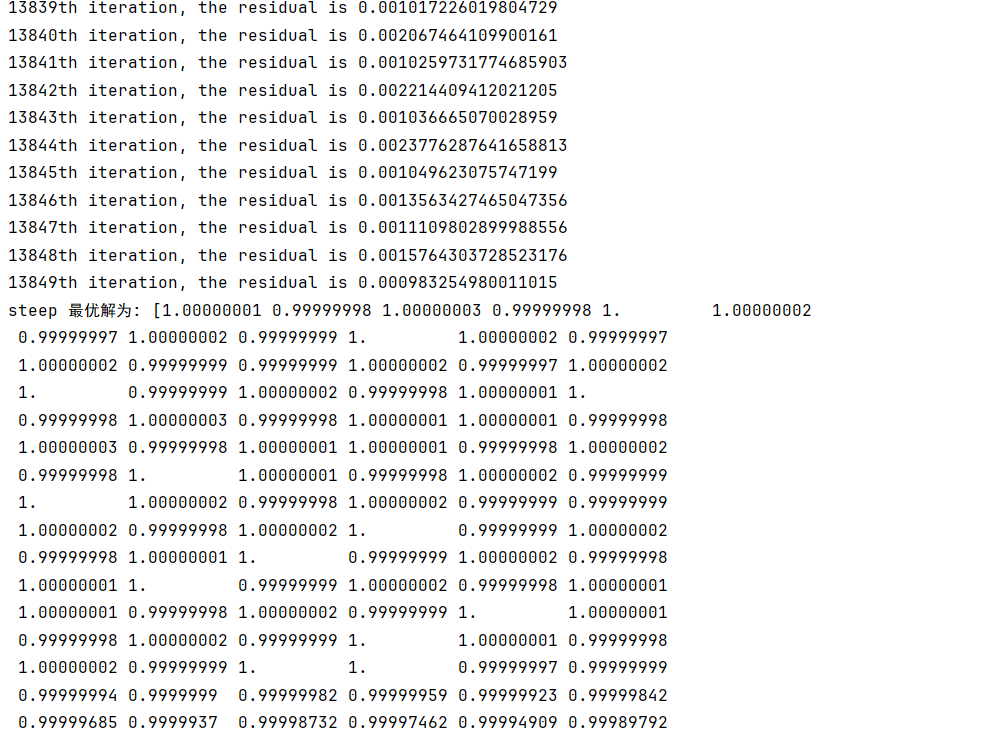 13839th iteration, the residual is 0.001017226019804729
13840th iteration, the residual is 0.002067464109900161
13841th iteration, the residual is 0.0010259731774685903
13842th iteration, the residual is 0.002214409412021205
13843th iteration, the residual is 0.001036665070028959
13844th iteration, the residual is 0.0023776287641658813
13845th iteration, the residual is 0.001049623075747199
13846th iteration, the residual is 0.0013563427465047356
13847th iteration, the residual is 0.0011109802899988556
13848th iteration, the residual is 0.0015764303728523176
13849th iteration, the residual is 0.000983254980011015
steep 最优解为: [1.00000001 0.99999998 1.00000003 0.99999998 1.         1.00000002
 0.99999997 1.00000002 0.99999999 1.         1.00000002 0.99999997
 1.00000002 0.99999999 0.99999999 1.00000002 0.99999997 1.00000002
 1.         0.99999999 1.00000002 0.99999998 1.00000001 1.
 0.99999998 1.00000003 0.99999998 1.00000001 1.00000001 0.99999998
 1.00000003 0.99999998 1.00000001 1.00000001 0.99999998 1.00000002
 0.99999998 1.         1.00000001 0.99999998 1.00000002 0.99999999
 1.         1.00000002 0.99999998 1.00000002 0.99999999 0.99999999
 1.00000002 0.99999998 1.00000002 1.         0.99999999 1.00000002
 0.99999998 1.00000001 1.         0.99999999 1.00000002 0.99999998
 1.00000001 1.         0.99999999 1.00000002 0.99999998 1.00000001
 1.00000001 0.99999998 1.00000002 0.99999999 1.         1.00000001
 0.99999998 1.00000002 0.99999999 1.         1.00000001 0.99999998
 1.00000002 0.99999999 1.         1.         0.99999997 0.99999999
 0.99999994 0.9999999  0.99999982 0.99999959 0.99999923 0.99999842
 0.99999685 0.9999937  0.99998732 0.99997462 0.99994909 0.99989792